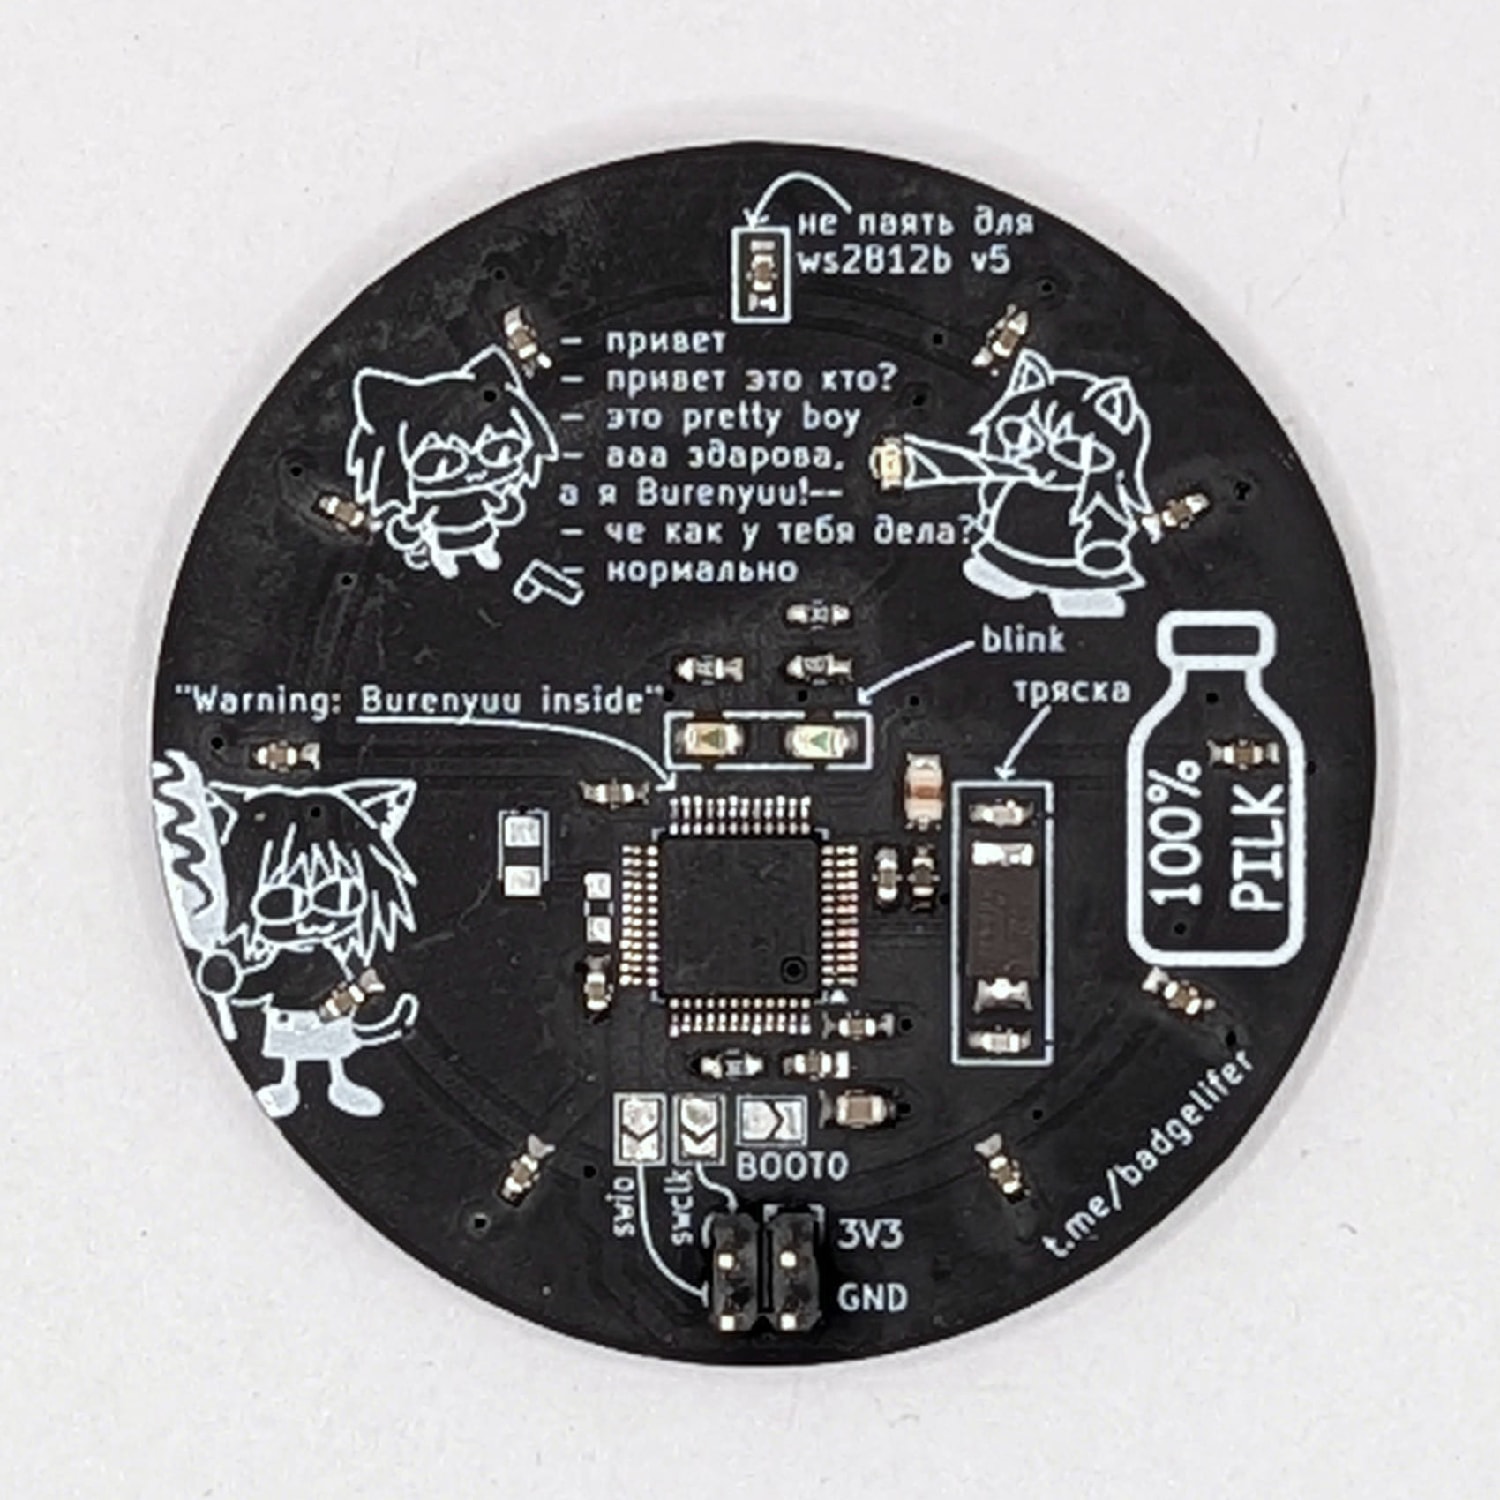 не паять для
ws2812b v5
— привет
— привет это кто?
— это pretty boy
— ааа здарова,
а я Burenyuu!--
— че как у тебя дела?
— нормально
blink
тряска
"Warning: Burenyuu inside"
100%
PILK
BOOT0
swio
swclk
3V3
GND
t.me/badgelifer